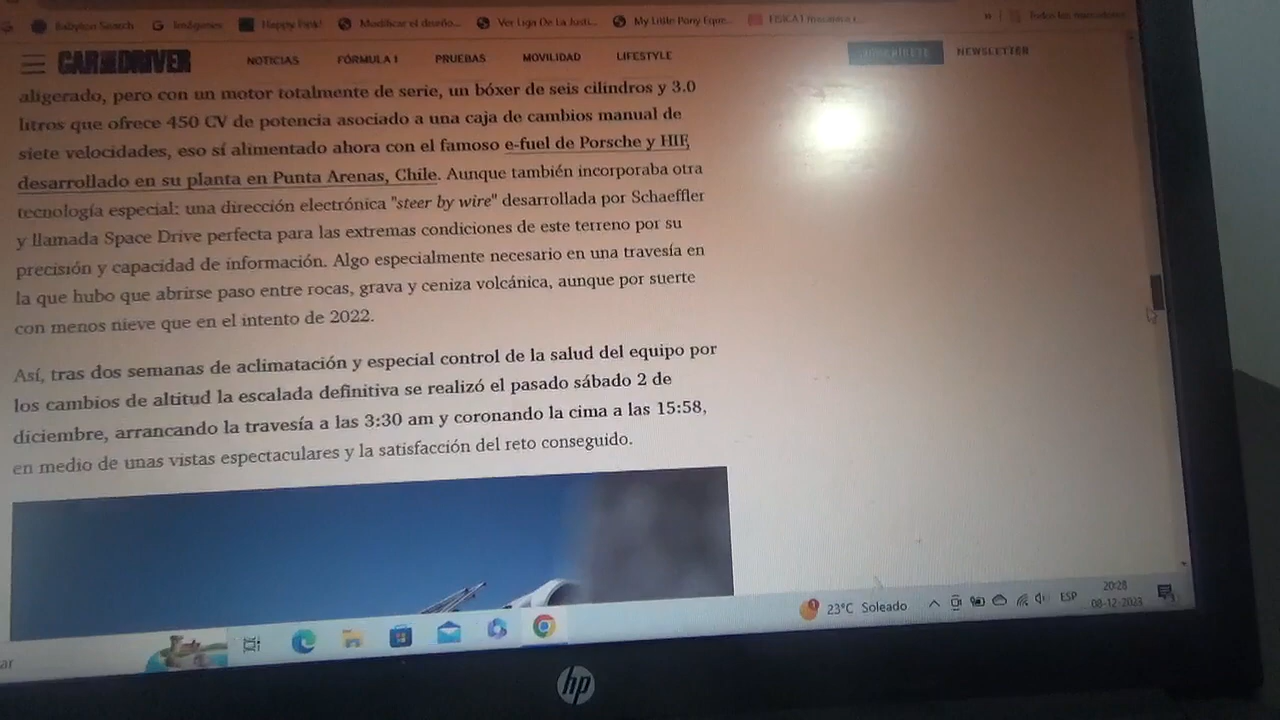 Babylon Search Imágenes Happy Pink! Modificar el diseño... Ver Liga De La Justi... My Little Pony Eque... » Todos los marcadores
CAR AND DRIVER NOTICIAS FÓRMULA 1 PRUEBAS MOVILIDAD LIFESTYLE SUSCRÍBETE NEWSLETTER
aligerado, pero con un motor totalmente de serie, un bóxer de seis cilindros y 3.0
litros que ofrece 450 CV de potencia asociado a una caja de cambios manual de
siete velocidades, eso sí alimentado ahora con el famoso e-fuel de Porsche y HIF,
desarrollado en su planta en Punta Arenas, Chile. Aunque también incorporaba otra
tecnología especial: una dirección electrónica "steer by wire" desarrollada por Schaeffler
y llamada Space Drive perfecta para las extremas condiciones de este terreno por su
precisión y capacidad de información. Algo especialmente necesario en una travesía en
la que hubo que abrirse paso entre rocas, grava y ceniza volcánica, aunque por suerte
con menos nieve que en el intento de 2022.
Así, tras dos semanas de aclimatación y especial control de la salud del equipo por
los cambios de altitud la escalada definitiva se realizó el pasado sábado 2 de
diciembre, arrancando la travesía a las 3:30 am y coronando la cima a las 15:58,
en medio de unas vistas espectaculares y la satisfacción del reto conseguido.
ar 23°C Soleado ESP 20:28
08-12-2023
hp